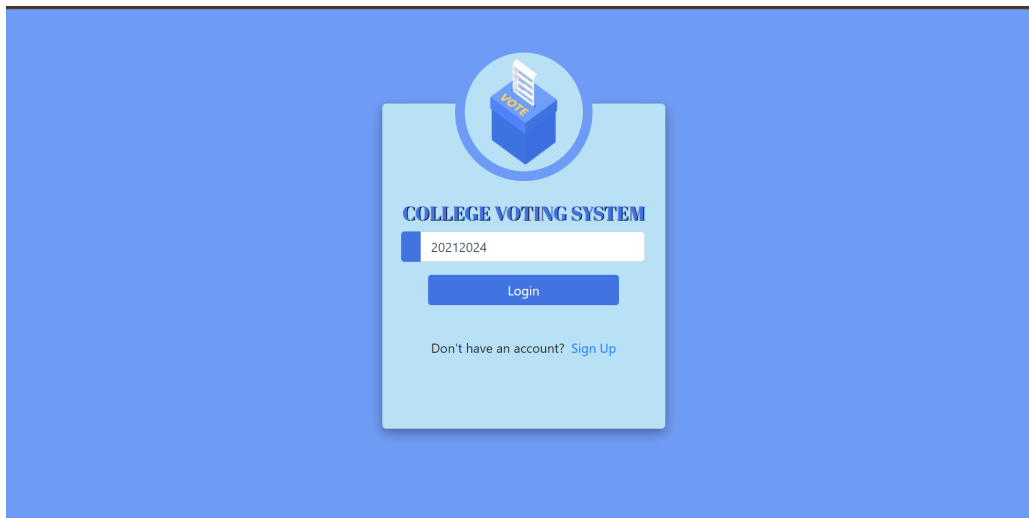 VOTE
COLLEGE VOTING SYSTEM
20212024
Login
Don't have an account? Sign Up